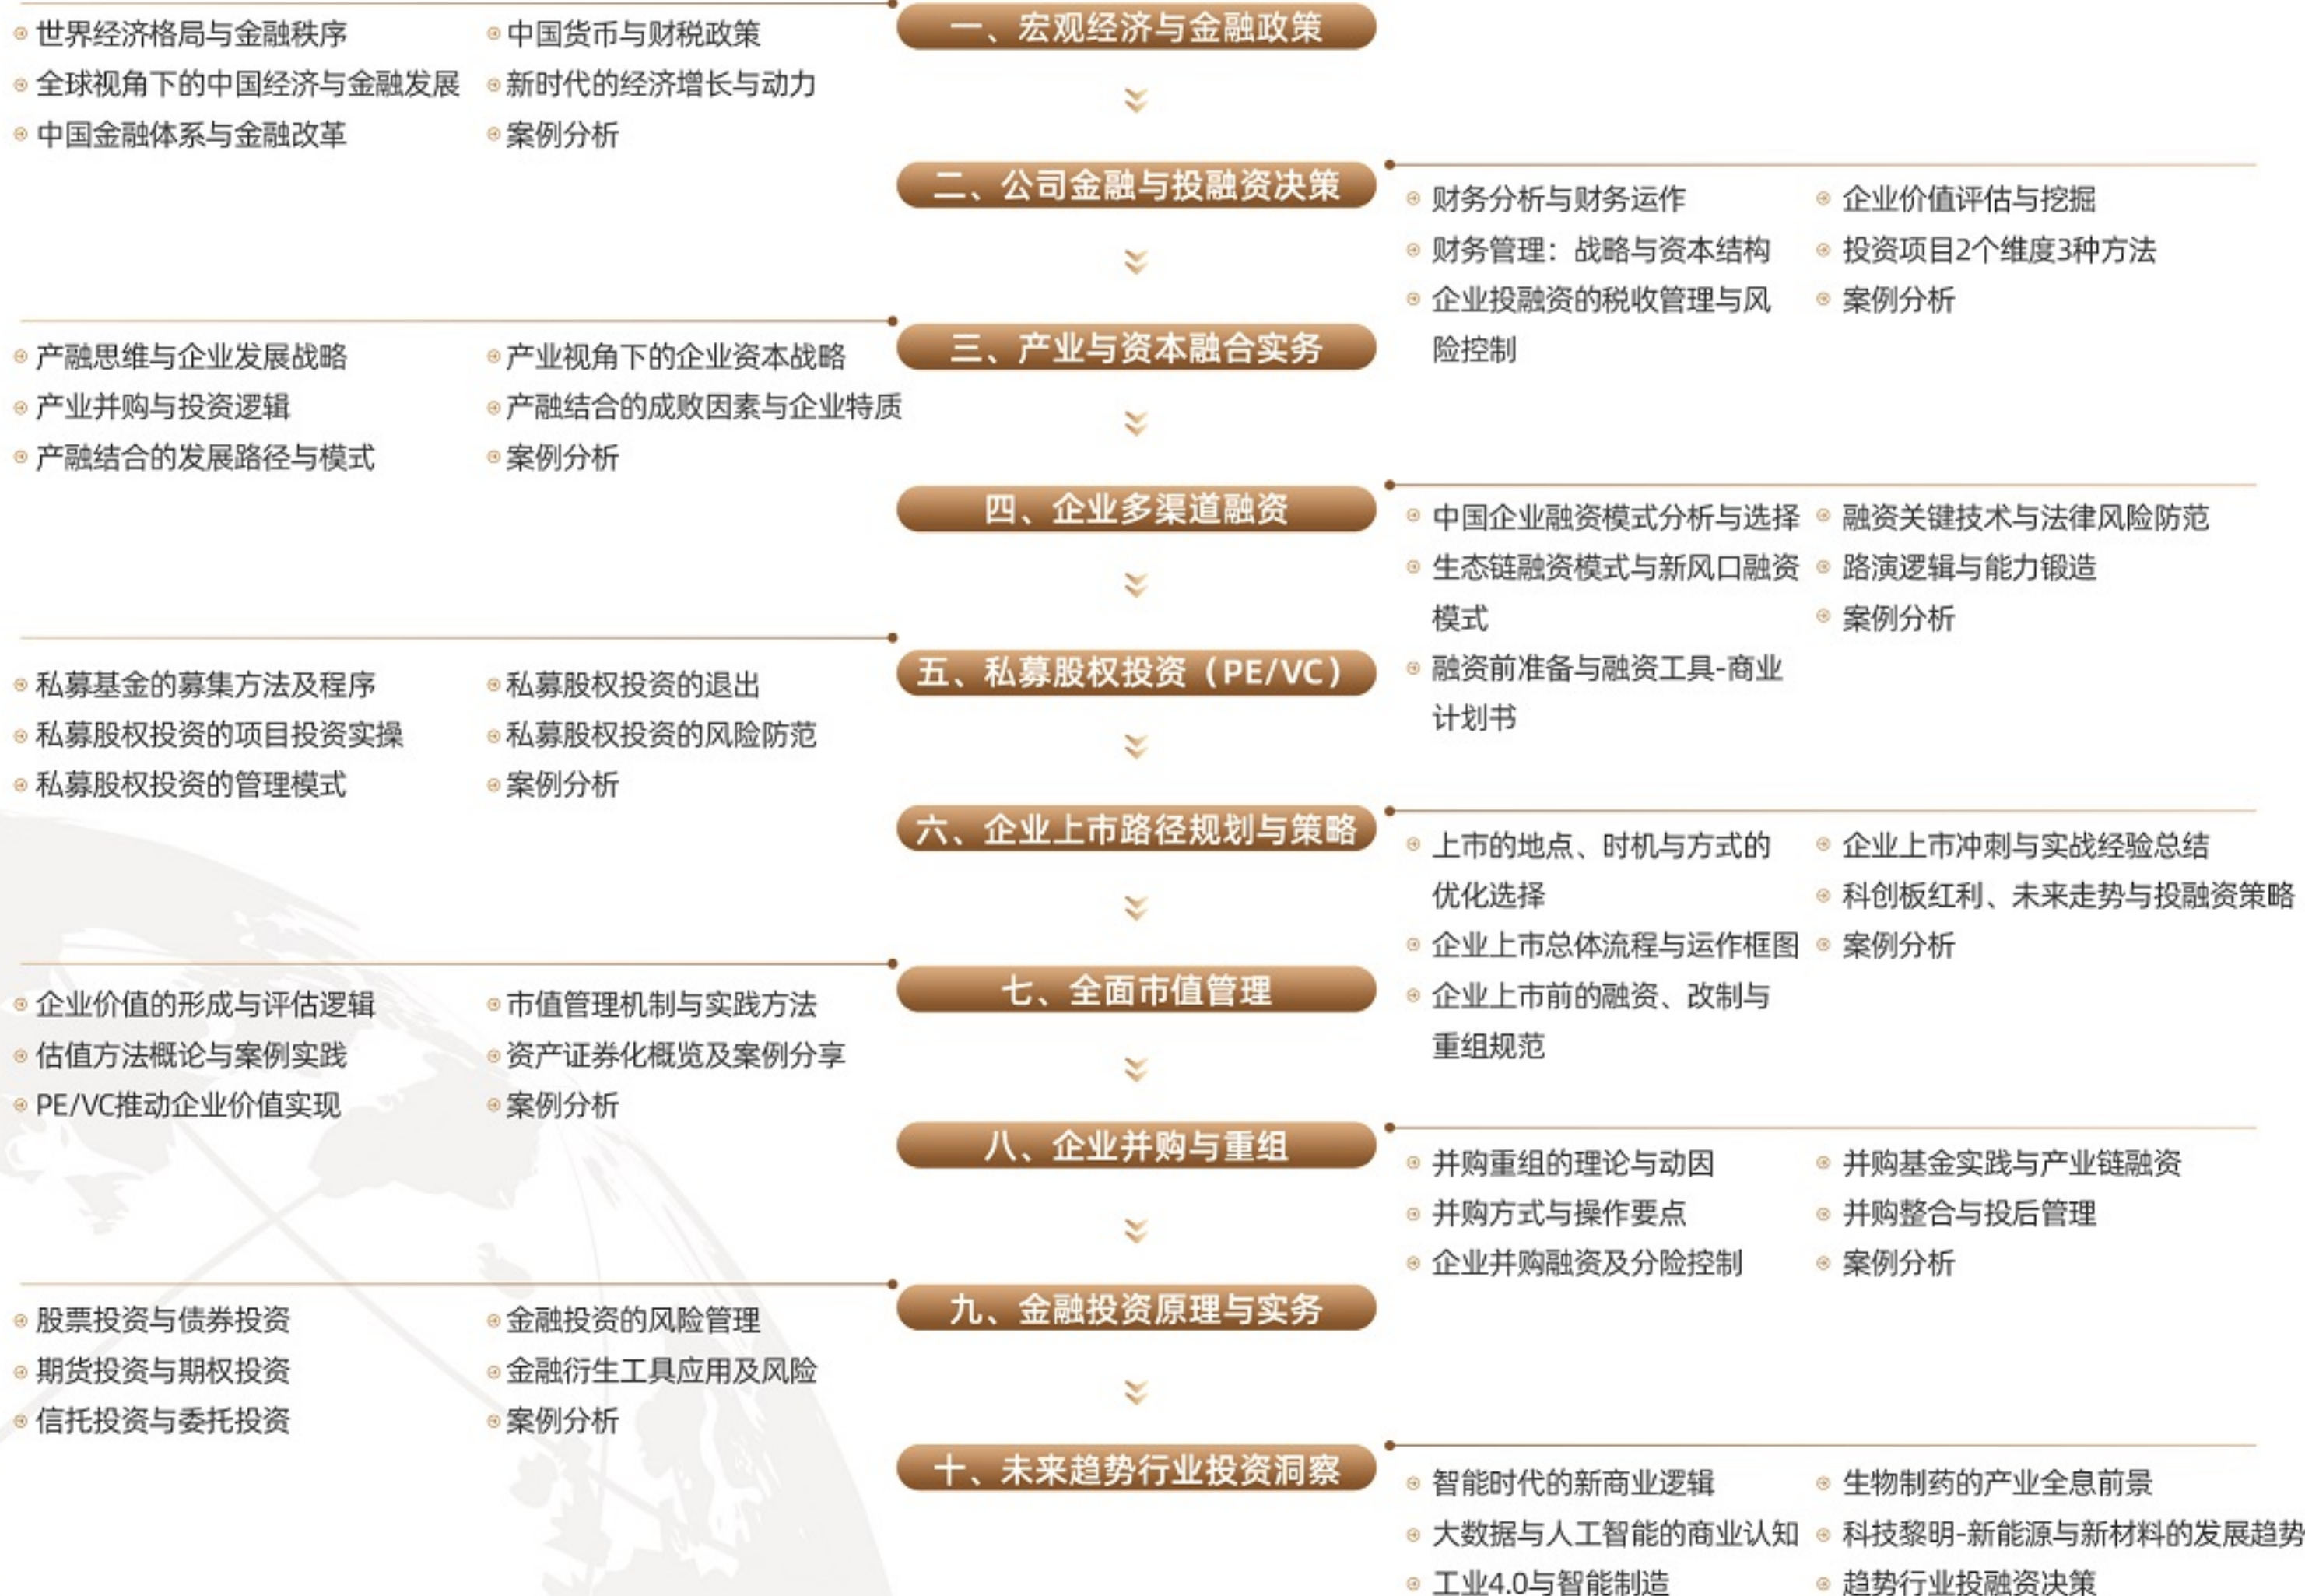 一、宏观经济与金融政策
世界经济格局与金融秩序
全球视角下的中国经济与金融发展
中国金融体系与金融改革
中国货币与财税政策
新时代的经济增长与动力
案例分析
二、公司金融与投融资决策
财务分析与财务运作
财务管理：战略与资本结构
企业投融资的税收管理与风
险控制
企业价值评估与挖掘
投资项目2个维度3种方法
案例分析
三、产业与资本融合实务
产融思维与企业发展战略
产业并购与投资逻辑
产融结合的发展路径与模式
产业视角下的企业资本战略
产融结合的成败因素与企业特质
案例分析
四、企业多渠道融资
中国企业融资模式分析与选择
生态链融资模式与新风口融资
模式
融资前准备与融资工具-商业
计划书
融资关键技术与法律风险防范
路演逻辑与能力锻造
案例分析
五、私募股权投资（PE/VC）
私募基金的募集方法及程序
私募股权投资的项目投资实操
私募股权投资的管理模式
私募股权投资的退出
私募股权投资的风险防范
案例分析
六、企业上市路径规划与策略
上市的地点、时机与方式的
优化选择
企业上市总体流程与运作框图
企业上市前的融资、改制与
重组规范
企业上市冲刺与实战经验总结
科创板红利、未来走势与投融资策略
案例分析
七、全面市值管理
企业价值的形成与评估逻辑
估值方法概论与案例实践
PE/VC推动企业价值实现
市值管理机制与实践方法
资产证券化概览及案例分享
案例分析
八、企业并购与重组
并购重组的理论与动因
并购方式与操作要点
企业并购融资及分险控制
并购基金实践与产业链融资
并购整合与投后管理
案例分析
九、金融投资原理与实务
股票投资与债券投资
期货投资与期权投资
信托投资与委托投资
金融投资的风险管理
金融衍生工具应用及风险
案例分析
十、未来趋势行业投资洞察
智能时代的新商业逻辑
大数据与人工智能的商业认知
工业4.0与智能制造
生物制药的产业全息前景
科技黎明-新能源与新材料的发展趋势
趋势行业投融资决策